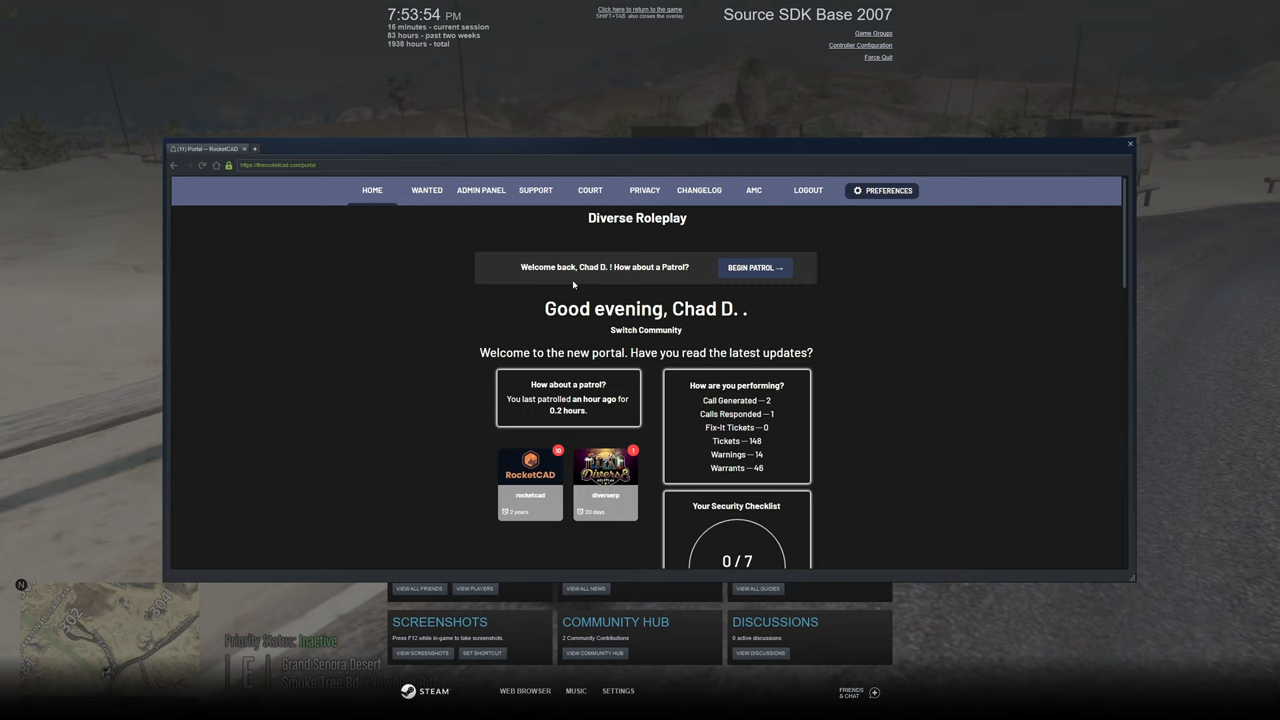 7:53:54 PM
16 minutes - current session
83 hours - past two weeks
1938 hours - total
Click here to return to the game
SHIFT+TAB also closes the overlay
Source SDK Base 2007
Game Groups
Controller Configuration
Force Quit
(11) Portal — RocketCAD
https://therocketcad.com/portal
HOME WANTED ADMIN PANEL SUPPORT COURT PRIVACY CHANGELOG AMC LOGOUT PREFERENCES
Diverse Roleplay
Welcome back, Chad D. ! How about a Patrol? BEGIN PATROL →
Good evening, Chad D. .
Switch Community
Welcome to the new portal. Have you read the latest updates?
How about a patrol?
You last patrolled an hour ago for
0.2 hours.
How are you performing?
Call Generated — 2
Calls Responded — 1
Fix-It Tickets — 0
Tickets — 148
Warnings — 14
Warrants — 46
10
RocketCAD
rocketcad
2 years
1
Diverse
diverserp
20 days
Your Security Checklist
0 / 7
VIEW ALL FRIENDS VIEW PLAYERS VIEW ALL NEWS VIEW ALL GUIDES
SCREENSHOTS
Press F12 while in-game to take screenshots.
VIEW SCREENSHOTS SET SHORTCUT
COMMUNITY HUB
2 Community Contributions
VIEW COMMUNITY HUB
DISCUSSIONS
0 active discussions
VIEW DISCUSSIONS
N
302
304
Priority Status: Inactive
E
Grand Senora Desert
Smoke Tree Rd
STEAM WEB BROWSER MUSIC SETTINGS
FRIENDS
& CHAT